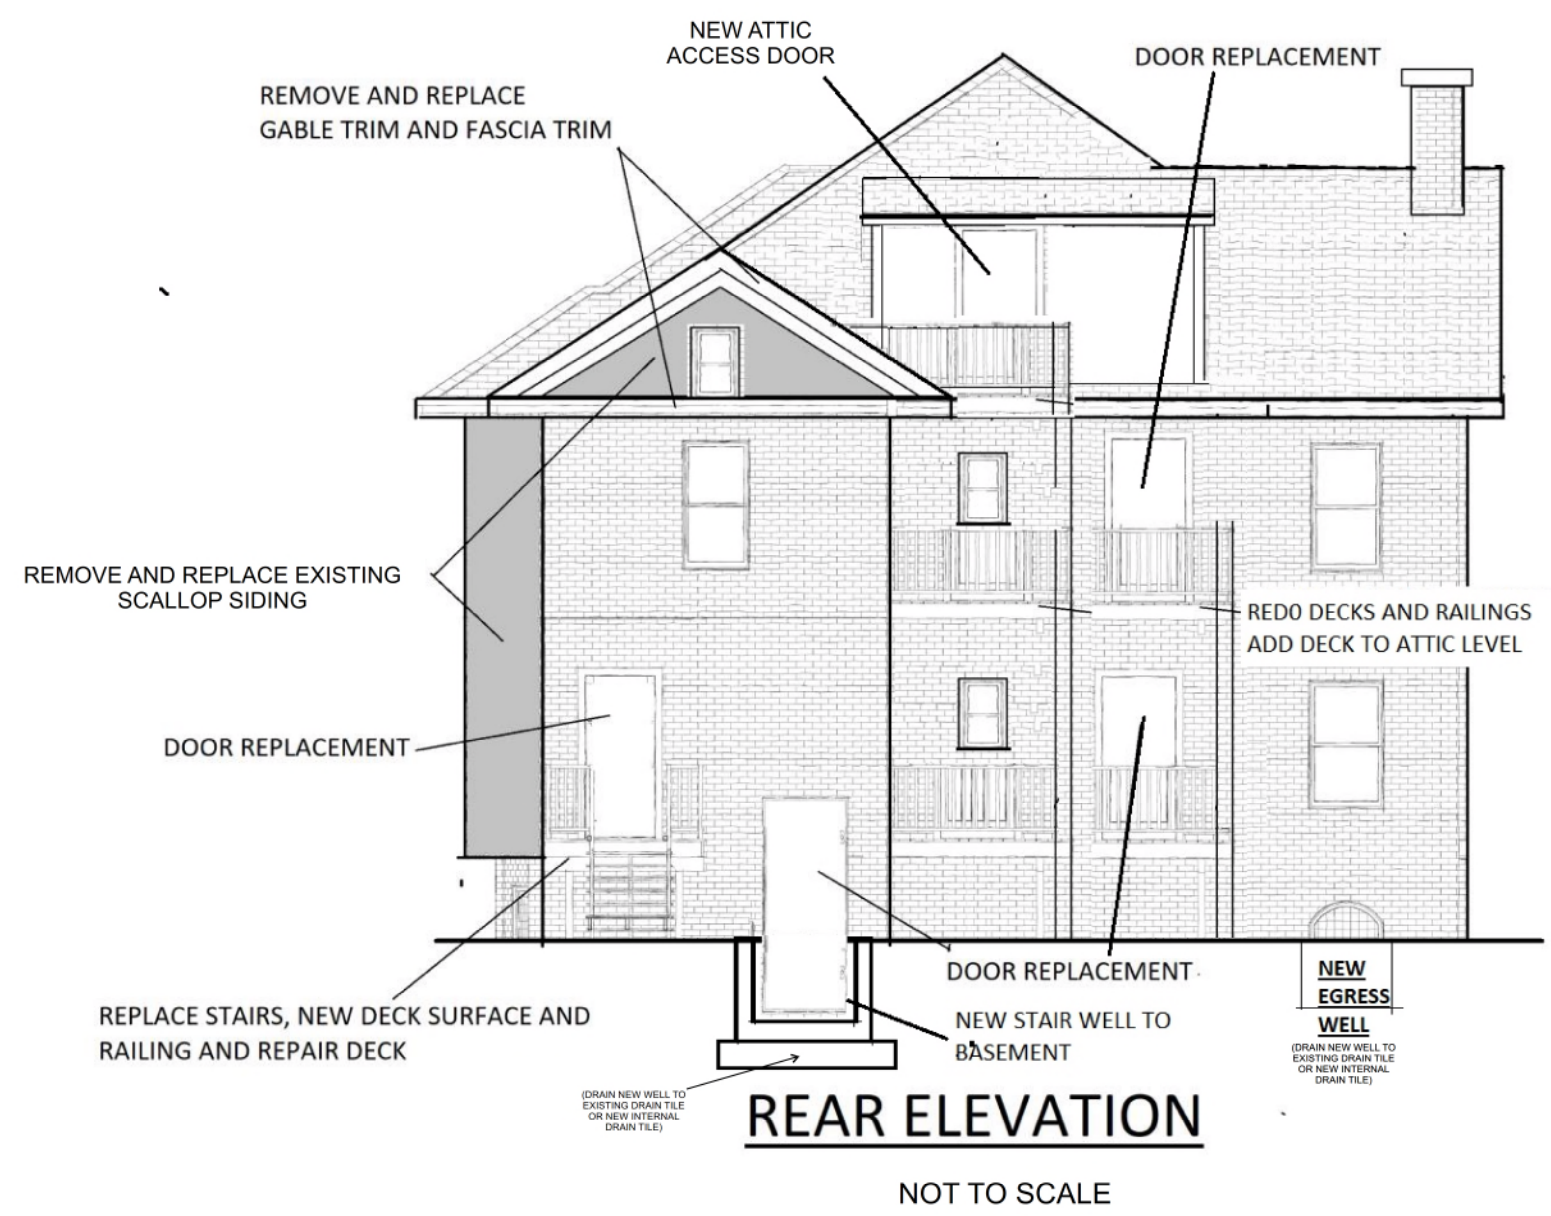 NEW ATTIC
ACCESS DOOR
DOOR REPLACEMENT
REMOVE AND REPLACE
GABLE TRIM AND FASCIA TRIM
REMOVE AND REPLACE EXISTING
SCALLOP SIDING
RED0 DECKS AND RAILINGS
ADD DECK TO ATTIC LEVEL
DOOR REPLACEMENT
DOOR REPLACEMENT
NEW
EGRESS
WELL
(DRAIN NEW WELL TO
EXISTING DRAIN TILE
OR NEW INTERNAL
DRAIN TILE)
REPLACE STAIRS, NEW DECK SURFACE AND
RAILING AND REPAIR DECK
NEW STAIR WELL TO
BASEMENT
(DRAIN NEW WELL TO
EXISTING DRAIN TILE
OR NEW INTERNAL
DRAIN TILE)
REAR ELEVATION
NOT TO SCALE